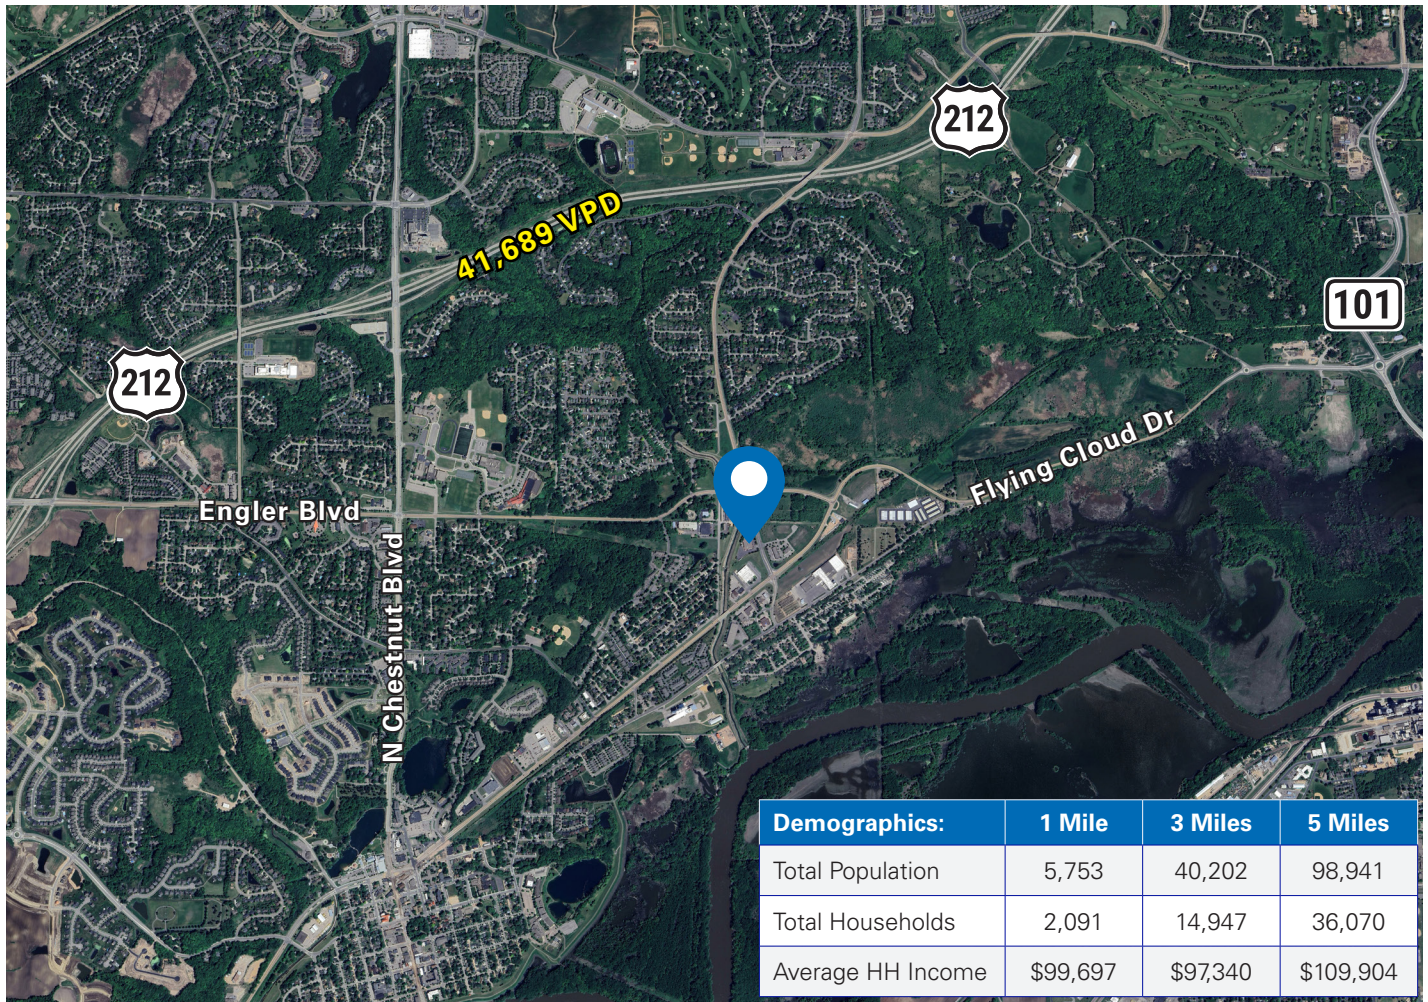 212
41,689 VPD
101
212
Flying Cloud Dr
Engler Blvd
N Chestnut Blvd
Demographics: 1 Mile 3 Miles 5 Miles
Total Population 5,753 40,202 98,941
Total Households 2,091 14,947 36,070
Average HH Income $99,697 $97,340 $109,904